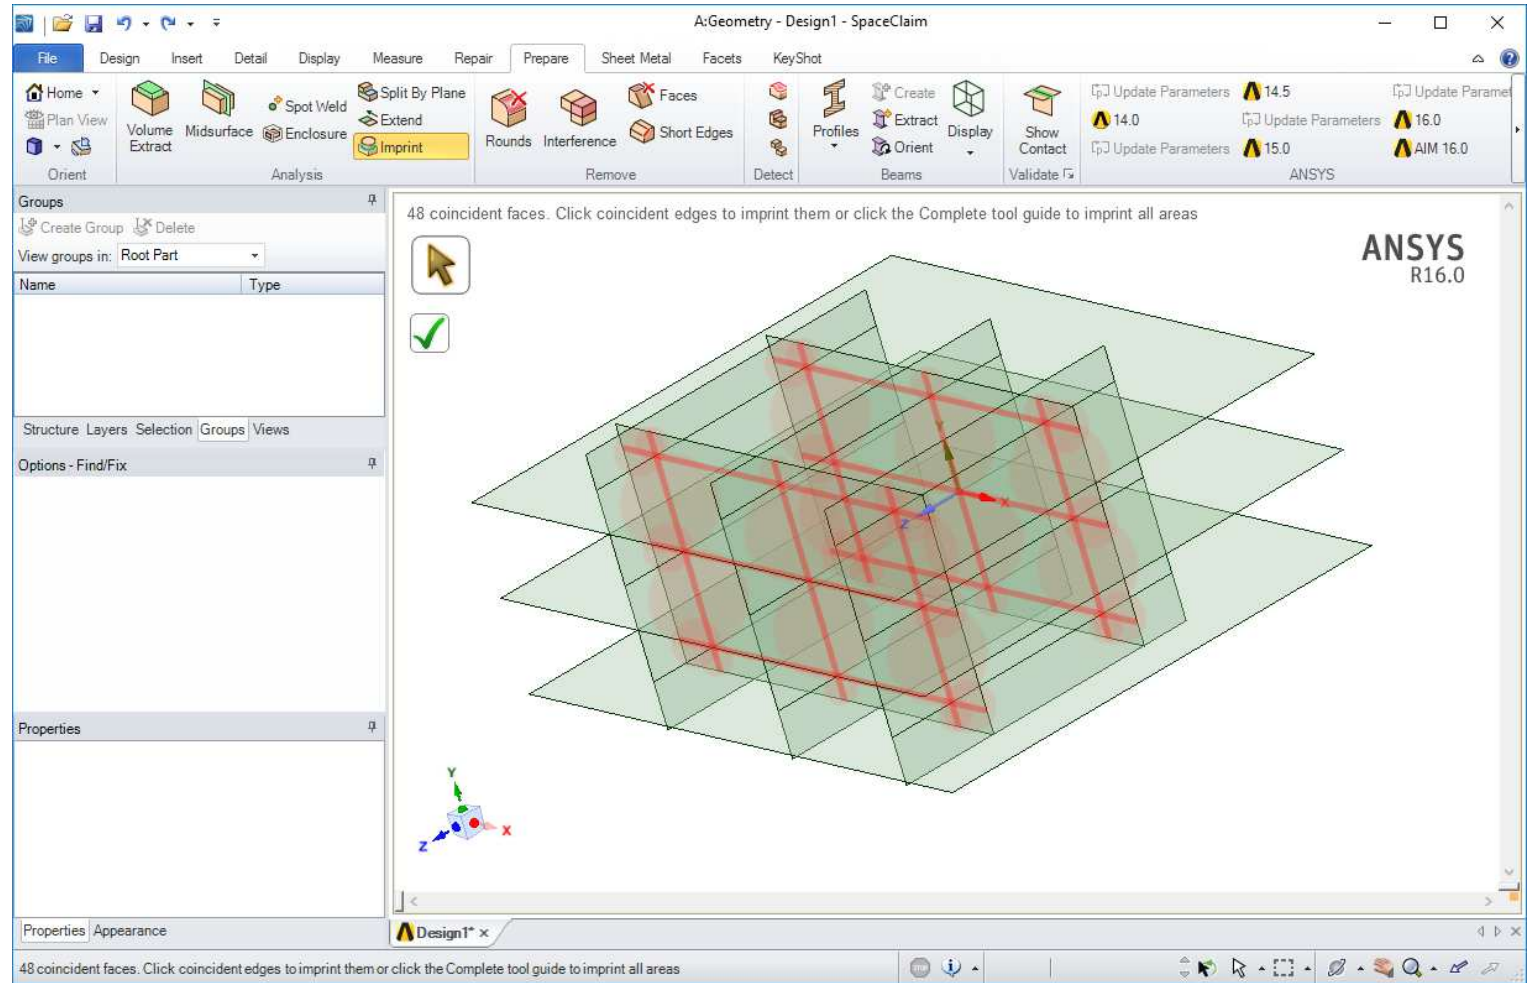 A:Geometry - Design1 - SpaceClaim
File Design Insert Detail Display Measure Repair Prepare Sheet Metal Facets KeyShot
Home
Plan View
Orient
Volume Extract
Midsurface
Spot Weld
Enclosure
Split By Plane
Extend
Imprint
Analysis
Rounds
Interference
Faces
Short Edges
Remove
Detect
Profiles
Create
Extract
Orient
Display
Beams
Show Contact
Validate
Update Parameters 14.5 Update Paramet
14.0 Update Parameters 16.0
Update Parameters 15.0 AIM 16.0
ANSYS
Groups
Create Group Delete
View groups in: Root Part
Name Type
Structure Layers Selection Groups Views
Options - Find/Fix
Properties
Properties Appearance
48 coincident faces. Click coincident edges to imprint them or click the Complete tool guide to imprint all areas
ANSYS
R16.0
Y
X
Z
Y
X
Z
Design1*
48 coincident faces. Click coincident edges to imprint them or click the Complete tool guide to imprint all areas